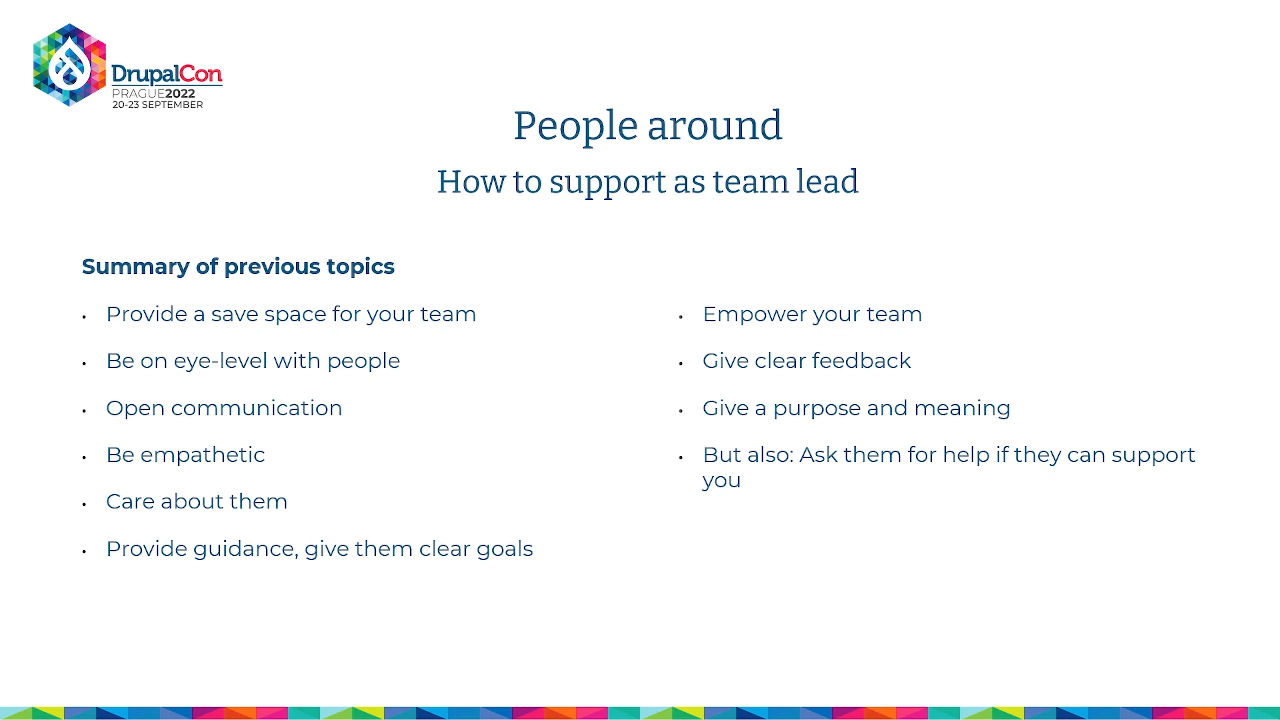 DrupalCon
PRAGUE2022
20-23 SEPTEMBER
People around
How to support as team lead
Summary of previous topics
Provide a save space for your team
Be on eye-level with people
Open communication
Be empathetic
Care about them
Provide guidance, give them clear goals
Empower your team
Give clear feedback
Give a purpose and meaning
But also: Ask them for help if they can support
you